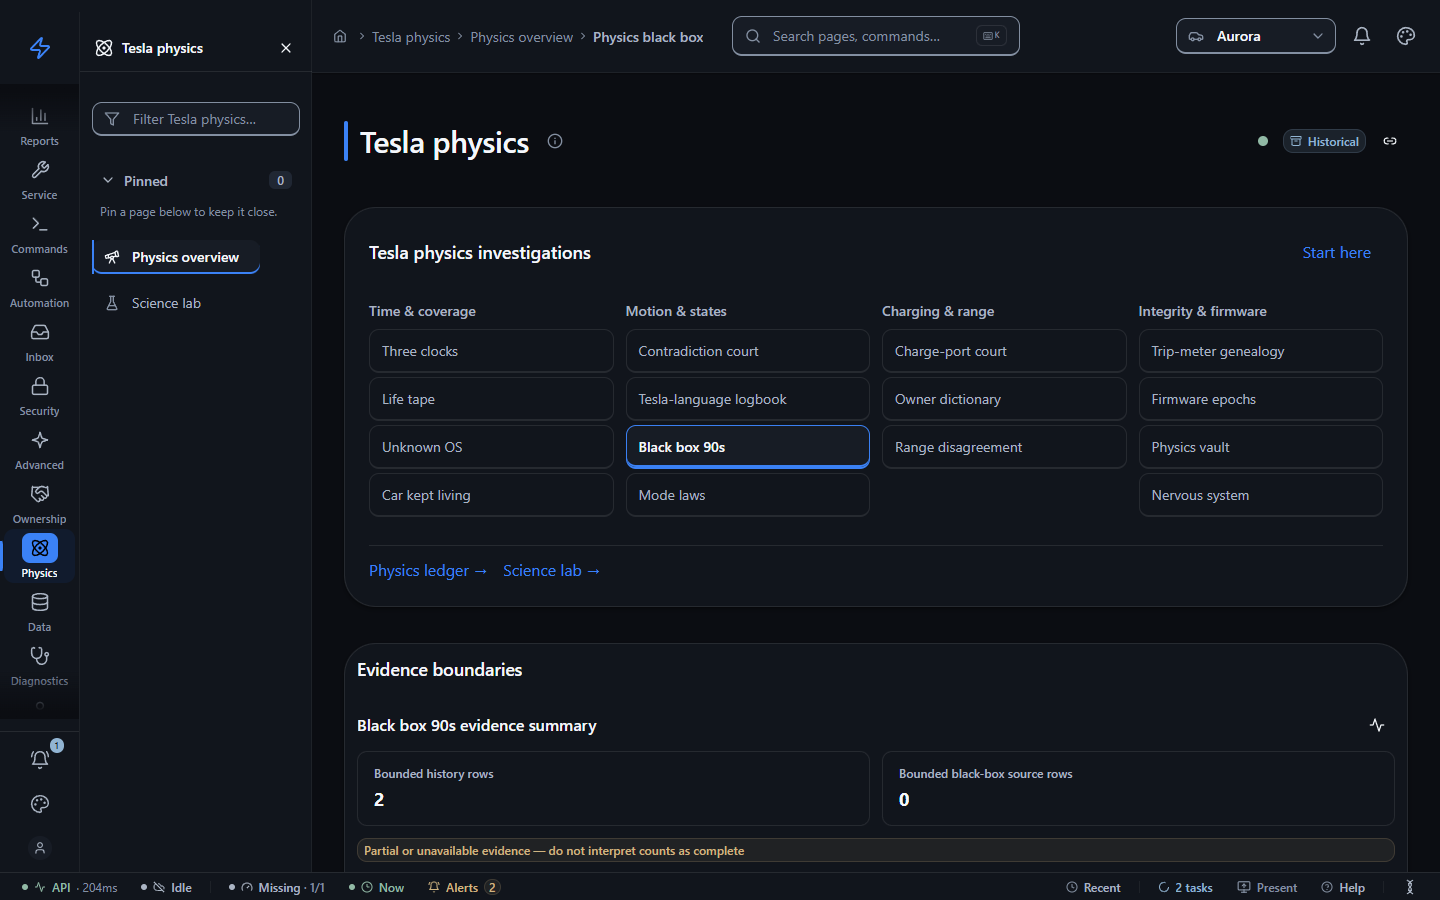 Tesla physics
Tesla physics
Physics overview
Physics black box
Search pages, commands...
K
Aurora
Reports
Service
Commands
Automation
Inbox
Security
Advanced
Ownership
Physics
Data
Diagnostics
1
Filter Tesla physics...
Pinned
0
Pin a page below to keep it close.
Physics overview
Science lab
Tesla physics
Historical
Tesla physics investigations
Start here
Time & coverage
Three clocks
Life tape
Unknown OS
Car kept living
Motion & states
Contradiction court
Tesla-language logbook
Black box 90s
Mode laws
Charging & range
Charge-port court
Owner dictionary
Range disagreement
Integrity & firmware
Trip-meter genealogy
Firmware epochs
Physics vault
Nervous system
Physics ledger →
Science lab →
Evidence boundaries
Black box 90s evidence summary
Bounded history rows
2
Bounded black-box source rows
0
Partial or unavailable evidence — do not interpret counts as complete
API · 204ms
Idle
Missing · 1/1
Now
Alerts 2
Recent
2 tasks
Present
Help